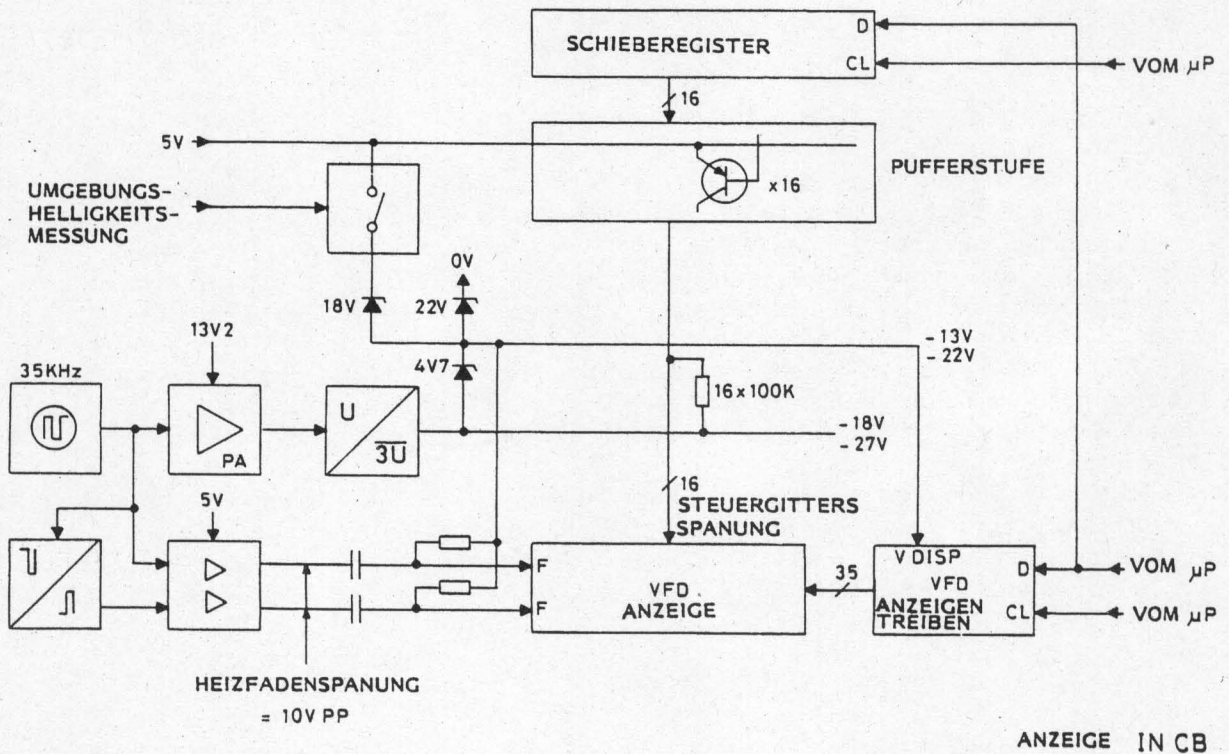 SCHIEBEREGISTER
D
CL
VOM µP
16
5V
PUFFERSTUFE
x16
UMGEBUNGS-
HELLIGKEITS-
MESSUNG
0V
18V
22V
-13V
-22V
13V2
4V7
35KHz
16x100K
U
3U
PA
-18V
-27V
5V
16
STEUERGITTERS
SPANUNG
V DISP
F
VFD
ANZEIGE
F
35
VFD
ANZEIGEN
TREIBEN
D
CL
VOM µP
VOM µP
HEIZFADENSPANUNG
= 10V PP
ANZEIGE IN CB